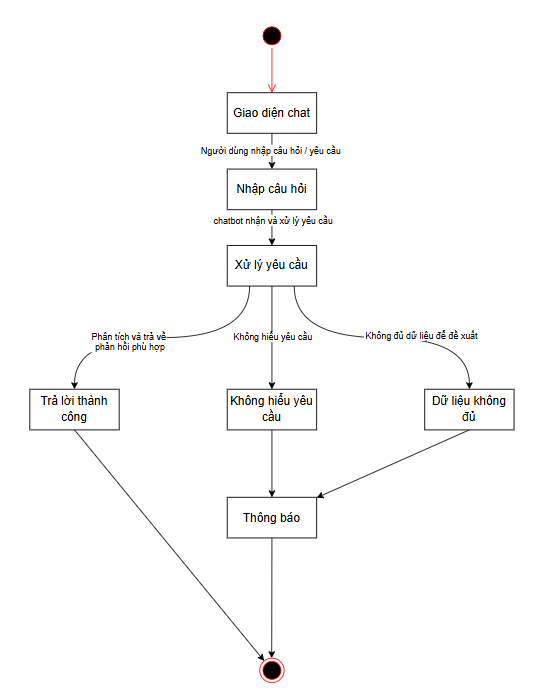 Giao diện chat
Người dùng nhập câu hỏi / yêu cầu
Nhập câu hỏi
chatbot nhận và xử lý yêu cầu
Xử lý yêu cầu
Phân tích và trả về
phản hồi phù hợp
Không hiểu yêu cầu
Không đủ dữ liệu để đề xuất
Trả lời thành
công
Không hiểu yêu
cầu
Dữ liệu không
đủ
Thông báo